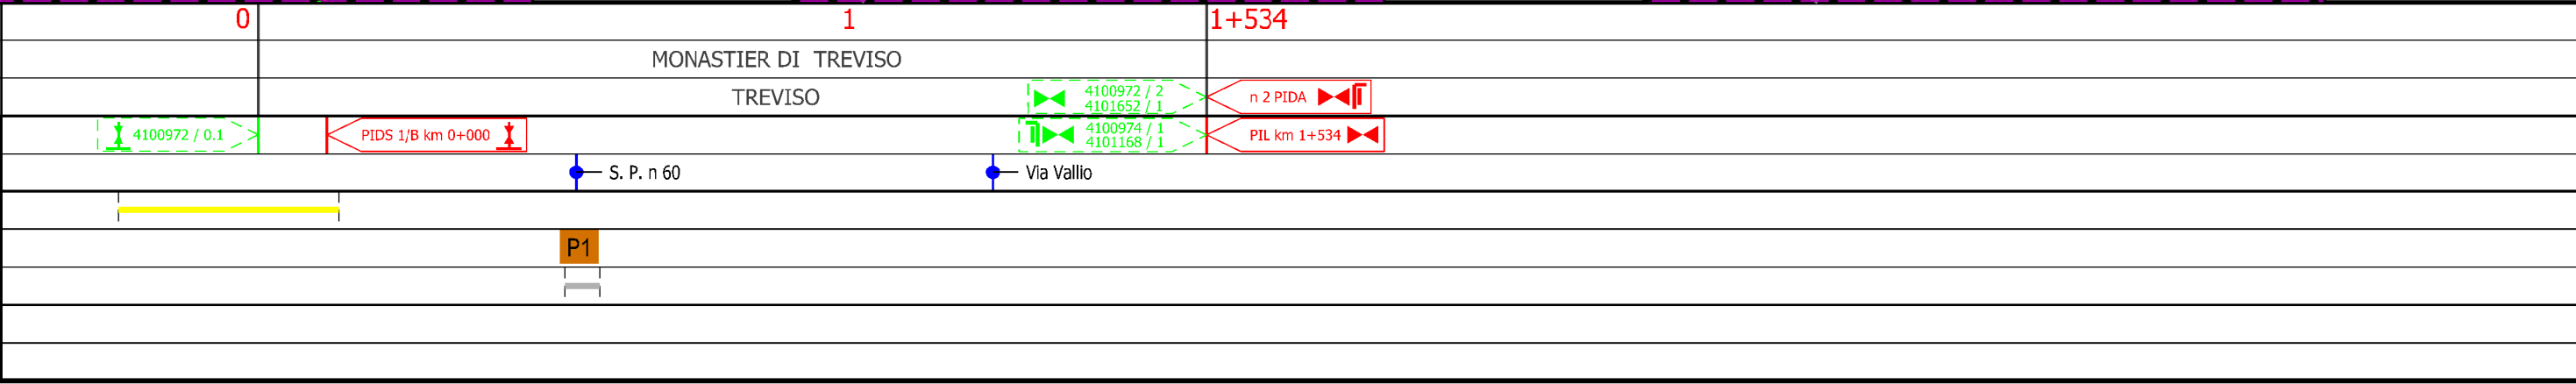 0 1 1+534
MONASTIER DI TREVISO
TREVISO
4100972 / 2
4101652 / 1
n 2 PIDA
4100972 / 0.1
PIDS 1/B km 0+000
4100974 / 1
4101168 / 1
PIL km 1+534
S. P. n 60
Via Vallio
P1